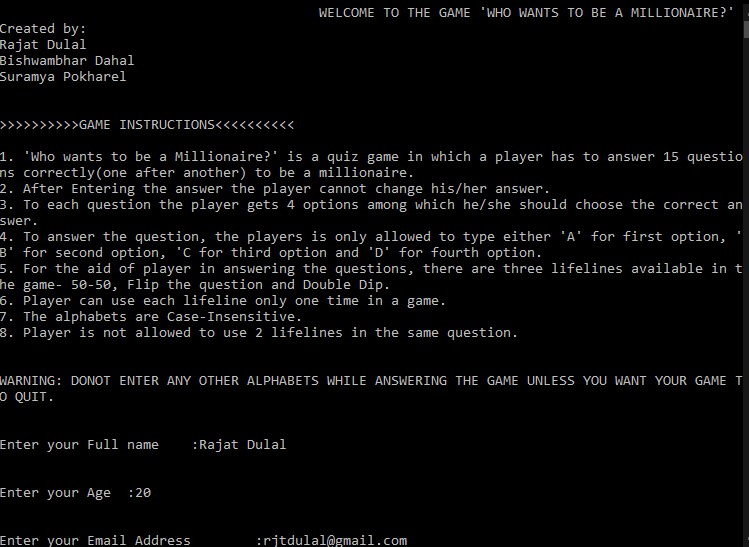 WELCOME TO THE GAME 'WHO WANTS TO BE A MILLIONAIRE?'
Created by:
Rajat Dulal
Bishwambhar Dahal
Suramya Pokharel
>>>>>>>>>>GAME INSTRUCTIONS<<<<<<<<<<
1. 'Who wants to be a Millionaire?' is a quiz game in which a player has to answer 15 questio
ns correctly(one after another) to be a millionaire.
2. After Entering the answer the player cannot change his/her answer.
3. To each question the player gets 4 options among which he/she should choose the correct an
swer.
4. To answer the question, the players is only allowed to type either 'A' for first option, '
B' for second option, 'C for third option and 'D' for fourth option.
5. For the aid of player in answering the questions, there are three lifelines available in t
he game- 50-50, Flip the question and Double Dip.
6. Player can use each lifeline only one time in a game.
7. The alphabets are Case-Insensitive.
8. Player is not allowed to use 2 lifelines in the same question.
WARNING: DONOT ENTER ANY OTHER ALPHABETS WHILE ANSWERING THE GAME UNLESS YOU WANT YOUR GAME T
O QUIT.
Enter your Full name    :Rajat Dulal
Enter your Age  :20
Enter your Email Address        :rjtdulal@gmail.com